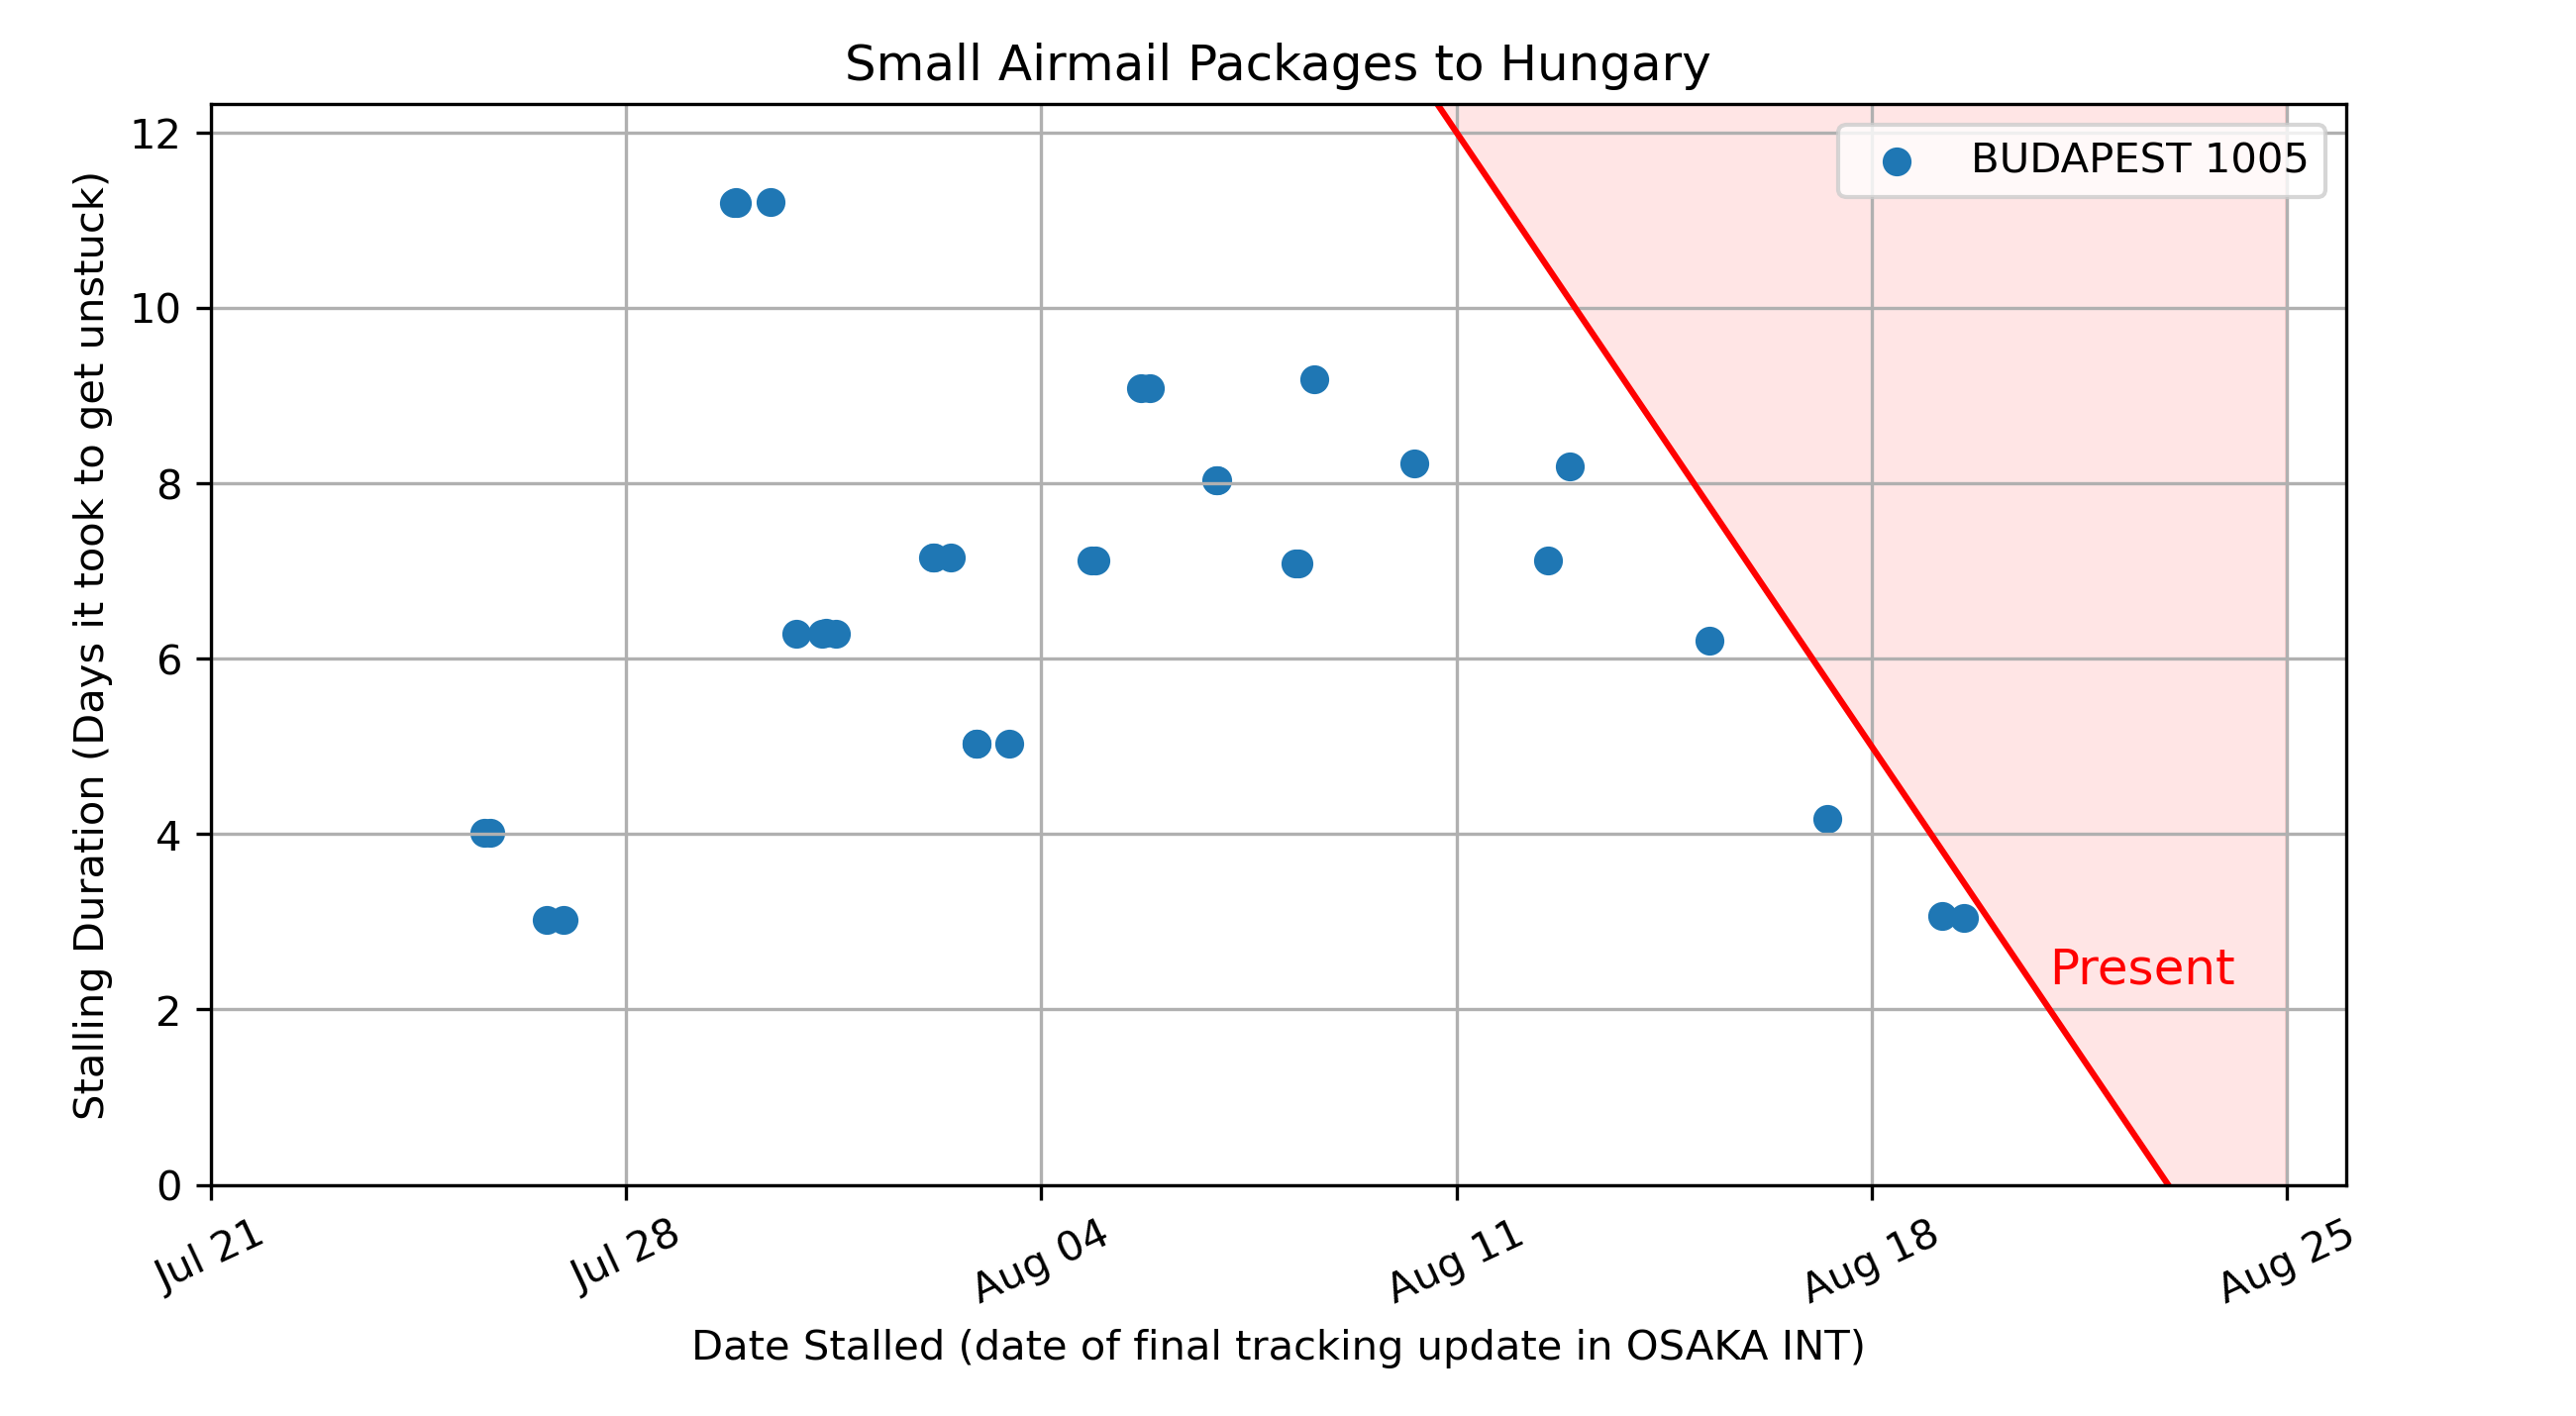 Small Airmail Packages to Hungary
BUDAPEST 1005
Stalling Duration (Days it took to get unstuck)
12
10
8
6
4
2
0
Present
Jul 21
Jul 28
Aug 04
Aug 11
Aug 18
Aug 25
Date Stalled (date of final tracking update in OSAKA INT)